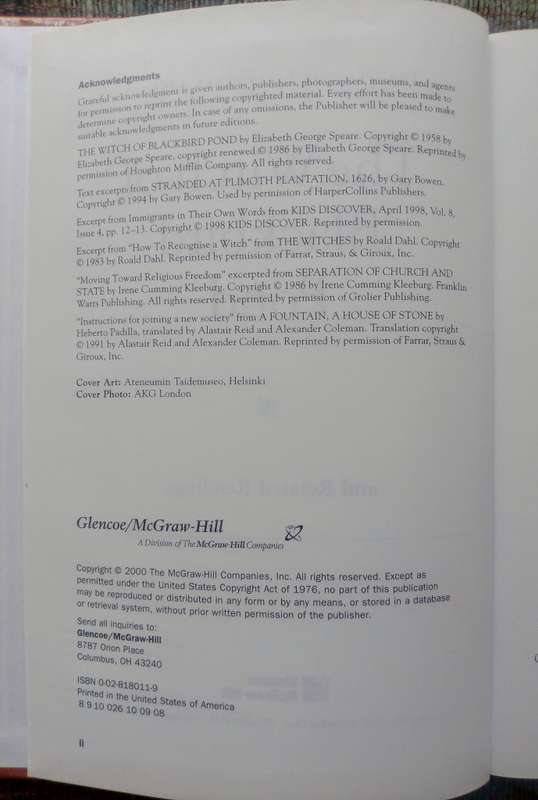 Acknowledgments
Grateful acknowledgment is given authors, publishers, photographers, museums, and agents
for permission to reprint the following copyrighted material. Every effort has been made to
determine copyright owners. In case of any omissions, the Publisher will be pleased to make
suitable acknowledgments in future editions.
THE WITCH OF BLACKBIRD POND by Elizabeth George Speare. Copyright © 1958 by
Elizabeth George Speare, copyright renewed © 1986 by Elizabeth George Speare. Reprinted by
permission of Houghton Mifflin Company. All rights reserved.
Text excerpts from STRANDED AT PLIMOTH PLANTATION, 1626, by Gary Bowen.
Copyright © 1994 by Gary Bowen. Used by permission of HarperCollins Publishers.
Excerpt from Immigrants in Their Own Words from KIDS DISCOVER, April 1998, Vol. 8,
Issue 4, pp. 12–13. Copyright © 1998 KIDS DISCOVER. Reprinted by permission.
Excerpt from “How To Recognise a Witch” from THE WITCHES by Roald Dahl. Copyright
© 1983 by Roald Dahl. Reprinted by permission of Farrar, Straus, & Giroux, Inc.
“Moving Toward Religious Freedom” excerpted from SEPARATION OF CHURCH AND
STATE by Irene Cumming Kleeburg. Copyright © 1986 by Irene Cumming Kleeburg. Franklin
Watts Publishing. All rights reserved. Reprinted by permission of Grolier Publishing.
“Instructions for joining a new society” from A FOUNTAIN, A HOUSE OF STONE by
Heberto Padilla, translated by Alastair Reid and Alexander Coleman. Translation copyright
© 1991 by Alastair Reid and Alexander Coleman. Reprinted by permission of Farrar, Straus &
Giroux, Inc.
Cover Art: Ateneumin Taidemuseo, Helsinki
Cover Photo: AKG London
Glencoe/McGraw-Hill
A Division of The McGraw-Hill Companies
Copyright © 2000 The McGraw-Hill Companies, Inc. All rights reserved. Except as
permitted under the United States Copyright Act of 1976, no part of this publication
may be reproduced or distributed in any form or by any means, or stored in a database
or retrieval system, without prior written permission of the publisher.
Send all inquiries to:
Glencoe/McGraw-Hill
8787 Orion Place
Columbus, OH 43240
ISBN 0-02-818011-9
Printed in the United States of America
8 9 10 026 10 09 08
ii